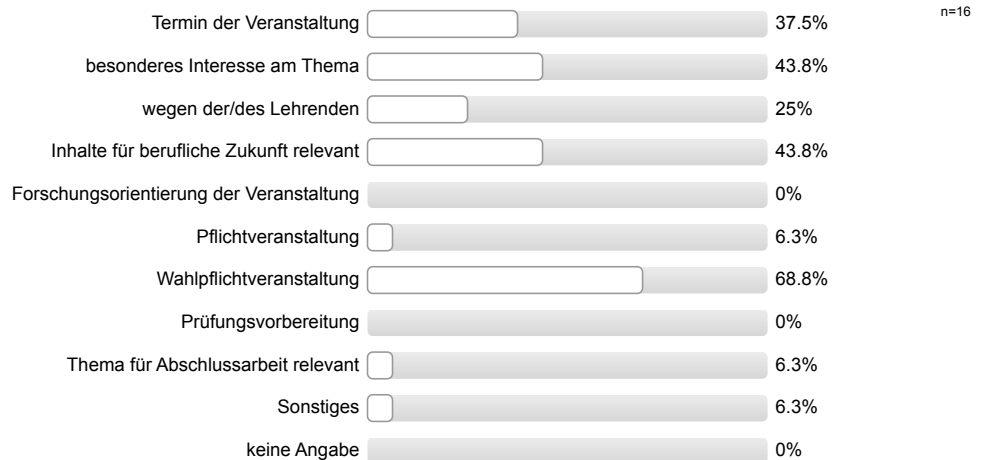 Termin der Veranstaltung 37.5% n=16
besonderes Interesse am Thema 43.8%
wegen der/des Lehrenden 25%
Inhalte für berufliche Zukunft relevant 43.8%
Forschungsorientierung der Veranstaltung 0%
Pflichtveranstaltung 6.3%
Wahlpflichtveranstaltung 68.8%
Prüfungsvorbereitung 0%
Thema für Abschlussarbeit relevant 6.3%
Sonstiges 6.3%
keine Angabe 0%